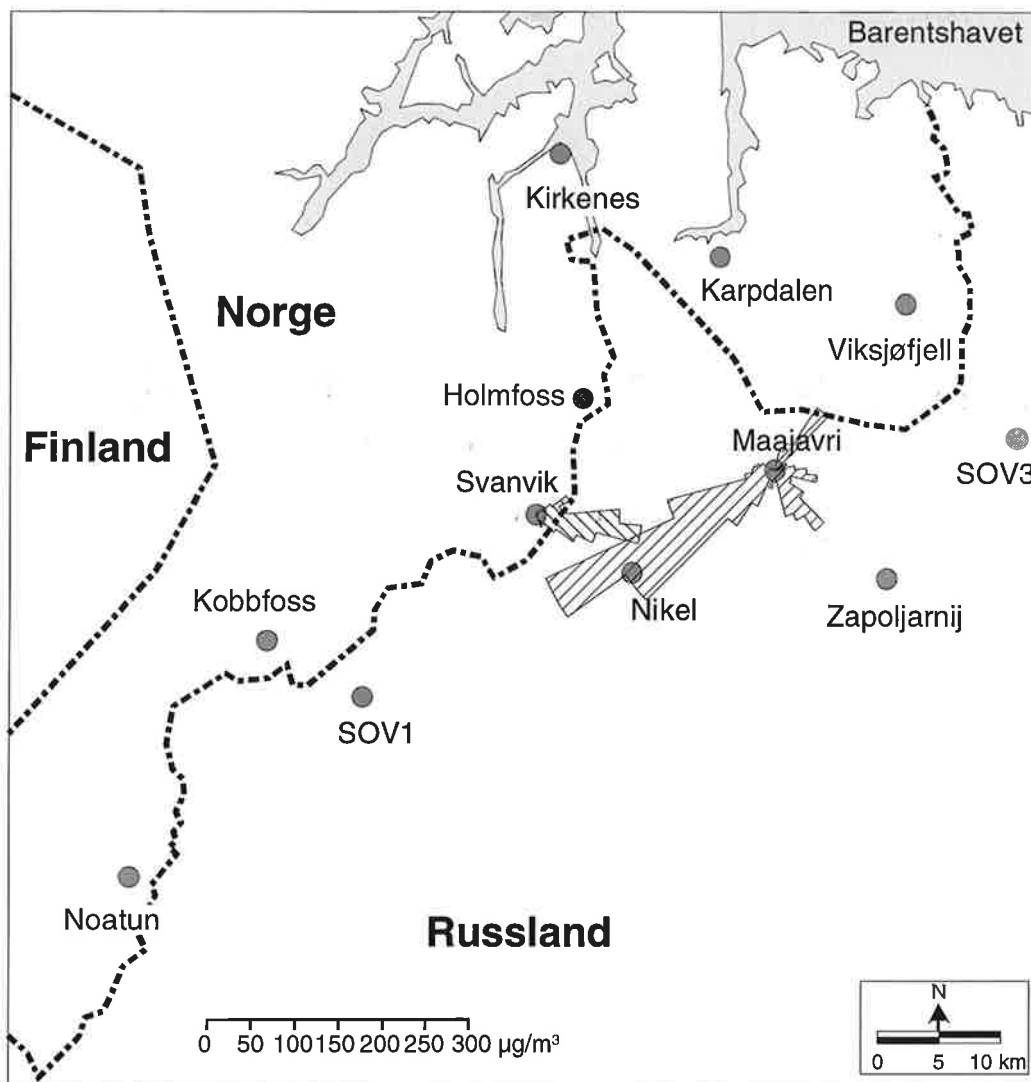 Barentshavet
Kirkenes
Karpdalen
Norge
Viksjøfjell
Holmfoss
Finland
Maajavri
SOV3
Svanvik
Kobbfoss
Nikel
Zapoljarnij
SOV1
Noatun
Russland
0 50 100 150 200 250 300 µg/m³
N
0 5 10 km